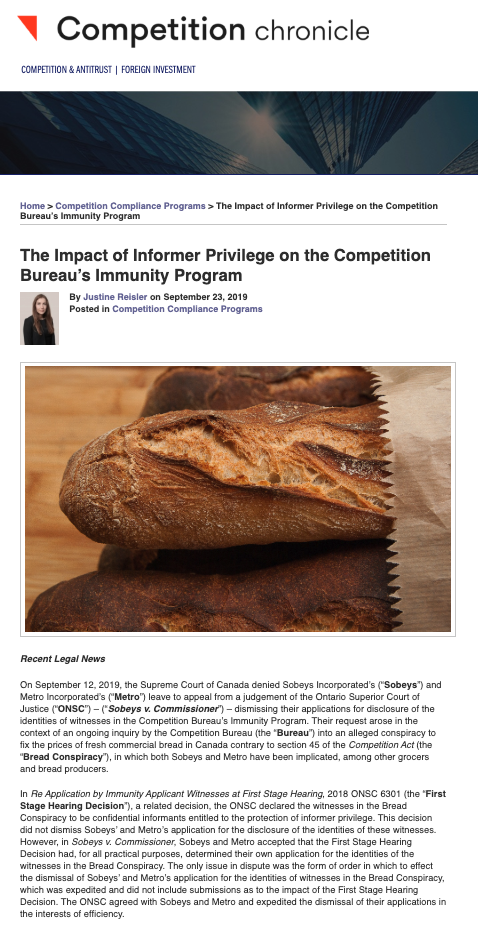 Competition chronicle
COMPETITION & ANTITRUST | FOREIGN INVESTMENT
Home > Competition Compliance Programs > The Impact of Informer Privilege on the Competition
Bureau's Immunity Program
The Impact of Informer Privilege on the Competition
Bureau's Immunity Program
By Justine Reisler on September 23, 2019
Posted in Competition Compliance Programs
Recent Legal News
On September 12, 2019, the Supreme Court of Canada denied Sobeys Incorporated's ("Sobeys") and
Metro Incorporated's ("Metro") leave to appeal from a judgement of the Ontario Superior Court of
Justice ("ONSC") – ("Sobeys v. Commissioner") – dismissing their applications for disclosure of the
identities of witnesses in the Competition Bureau's Immunity Program. Their request arose in the
context of an ongoing inquiry by the Competition Bureau (the "Bureau") into an alleged conspiracy to
fix the prices of fresh commercial bread in Canada contrary to section 45 of the Competition Act (the
"Bread Conspiracy"), in which both Sobeys and Metro have been implicated, among other grocers
and bread producers.
In Re Application by Immunity Applicant Witnesses at First Stage Hearing, 2018 ONSC 6301 (the "First
Stage Hearing Decision"), a related decision, the ONSC declared the witnesses in the Bread
Conspiracy to be confidential informants entitled to the protection of informer privilege. This decision
did not dismiss Sobeys' and Metro's application for the disclosure of the identities of these witnesses.
However, in Sobeys v. Commissioner, Sobeys and Metro accepted that the First Stage Hearing
Decision had, for all practical purposes, determined their own application for the identities of the
witnesses in the Bread Conspiracy. The only issue in dispute was the form of order in which to effect
the dismissal of Sobeys' and Metro's application for the identities of witnesses in the Bread Conspiracy,
which was expedited and did not include submissions as to the impact of the First Stage Hearing
Decision. The ONSC agreed with Sobeys and Metro and expedited the dismissal of their applications in
the interests of efficiency.